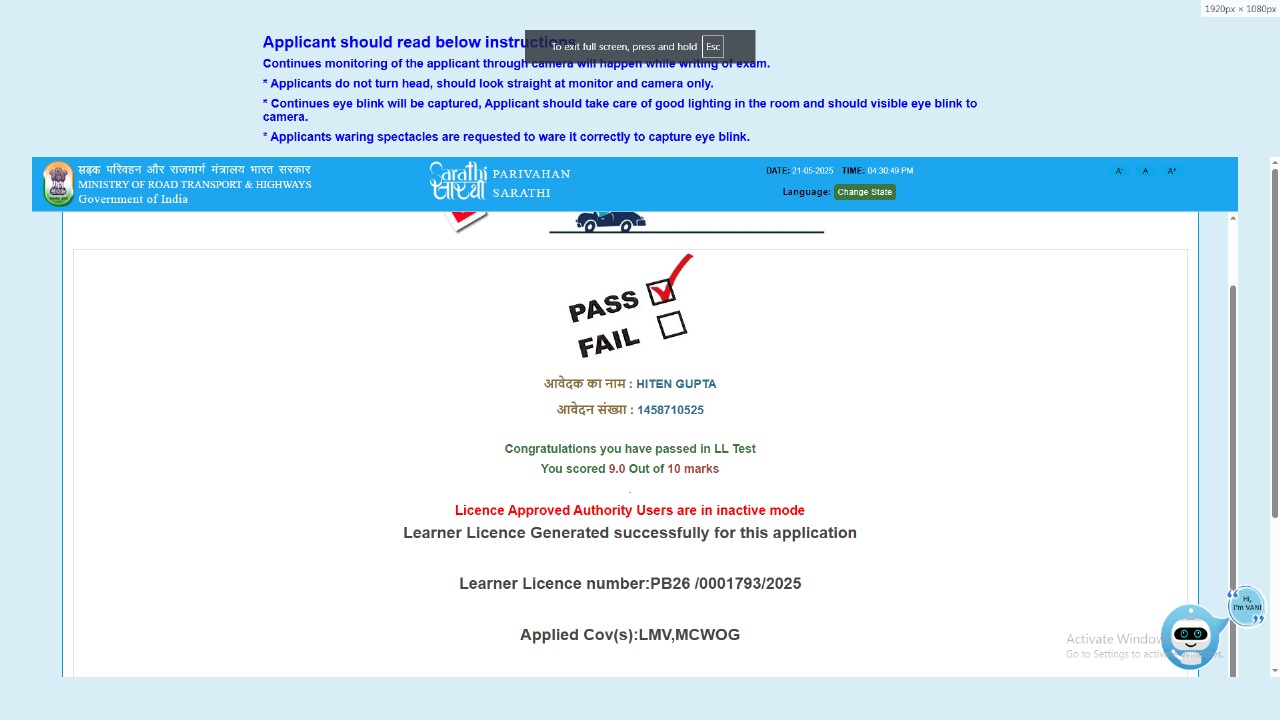 1920px × 1080px
Applicant should read below instructions
To exit full screen, press and hold Esc
Continues monitoring of the applicant through camera will happen while writing of exam.
* Applicants do not turn head, should look straight at monitor and camera only.
* Continues eye blink will be captured, Applicant should take care of good lighting in the room and should visible eye blink to
camera.
* Applicants waring spectacles are requested to ware it correctly to capture eye blink.
सड़क परिवहन और राजमार्ग मंत्रालय भारत सरकार
MINISTRY OF ROAD TRANSPORT & HIGHWAYS
Government of India
Sarathi
सारथी
PARIVAHAN
SARATHI
DATE: 21-05-2025 TIME: 04:30:49 PM
Language: Change State
A- A A+
PASS
FAIL
आवेदक का नाम : HITEN GUPTA
आवेदन संख्या : 1458710525
Congratulations you have passed in LL Test
You scored 9.0 Out of 10 marks
.
Licence Approved Authority Users are in inactive mode
Learner Licence Generated successfully for this application
Learner Licence number:PB26 /0001793/2025
Applied Cov(s):LMV,MCWOG
Hi,
I'm VANI
Activate Windows
Go to Settings to activate Windows.